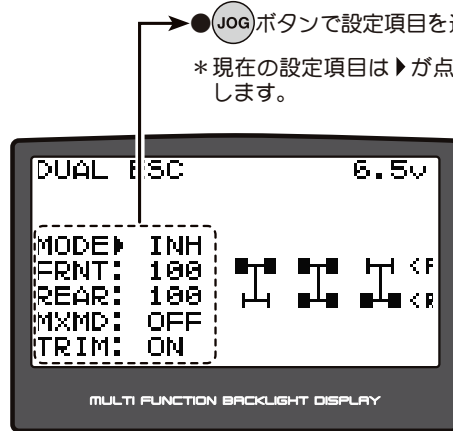 ●JOGボタンで設定項目を
＊現在の設定項目は▶が点
します。
DUAL ESC 6.5v
MODE▶ INH
FRNT: 100
REAR: 100
MXMD: OFF
TRIM: ON
<F
<R
MULTI FUNCTION BACKLIGHT DISPLAY